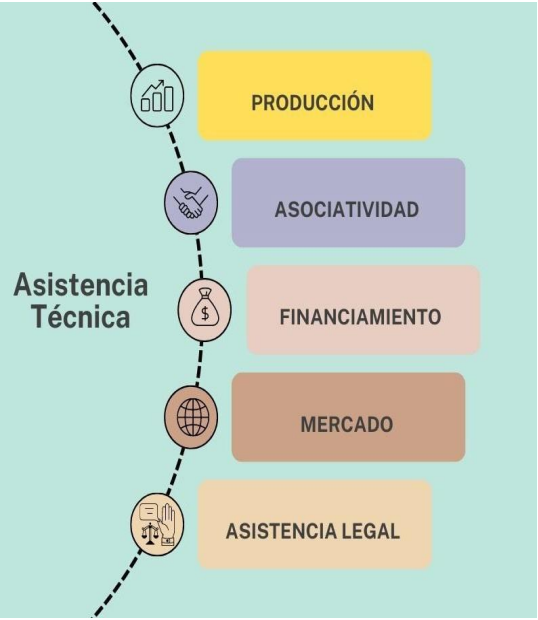 PRODUCCIÓN
ASOCIATIVIDAD
Asistencia
Técnica
FINANCIAMIENTO
$
MERCADO
ASISTENCIA LEGAL